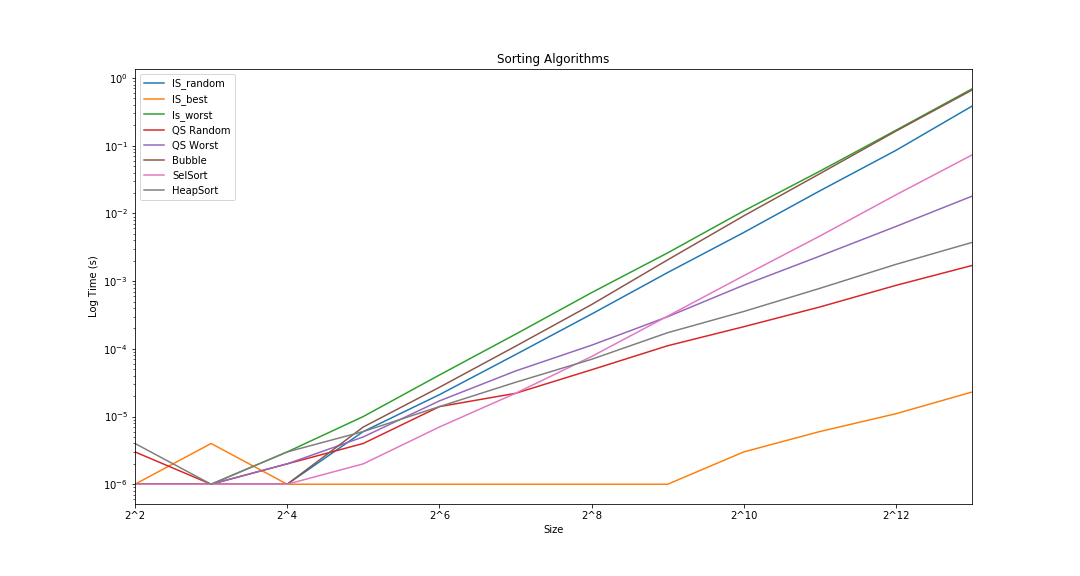 Sorting Algorithms
IS_random
IS_best
Is_worst
QS Random
QS Worst
Bubble
SelSort
HeapSort
Log Time (s)
10^0
10^-1
10^-2
10^-3
10^-4
10^-5
10^-6
2^2
2^4
2^6
2^8
2^10
2^12
Size